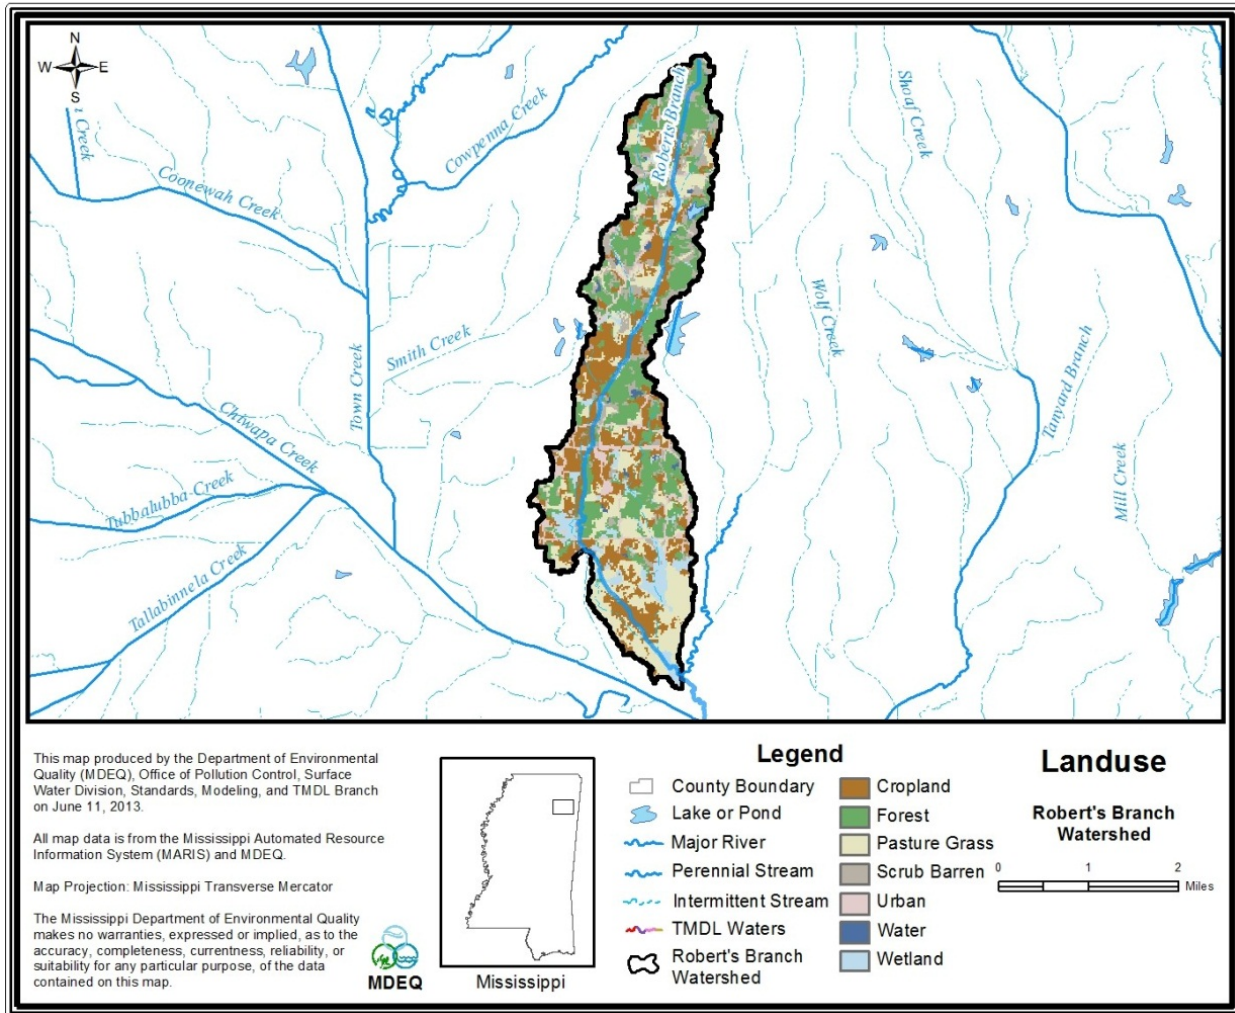 N
W E
S
Roberts Branch
Shoaf Creek
Cowpenna Creek
Creek
Coonewah Creek
Wolf Creek
Smith Creek
Town Creek
Tanyard Branch
Chiwapa Creek
Mill Creek
Tubbalubba Creek
Tallabinnela Creek
This map produced by the Department of Environmental
Quality (MDEQ), Office of Pollution Control, Surface
Water Division, Standards, Modeling, and TMDL Branch
on June 11, 2013.
All map data is from the Mississippi Automated Resource
Information System (MARIS) and MDEQ.
Map Projection: Mississippi Transverse Mercator
The Mississippi Department of Environmental Quality
makes no warranties, expressed or implied, as to the
accuracy, completeness, currentness, reliability, or
suitability for any particular purpose, of the data
contained on this map.
MDEQ
Mississippi
Legend
County Boundary
Lake or Pond
Major River
Perennial Stream
Intermittent Stream
TMDL Waters
Robert's Branch
Watershed
Cropland
Forest
Pasture Grass
Scrub Barren
Urban
Water
Wetland
Landuse
Robert's Branch
Watershed
0 1 2
Miles